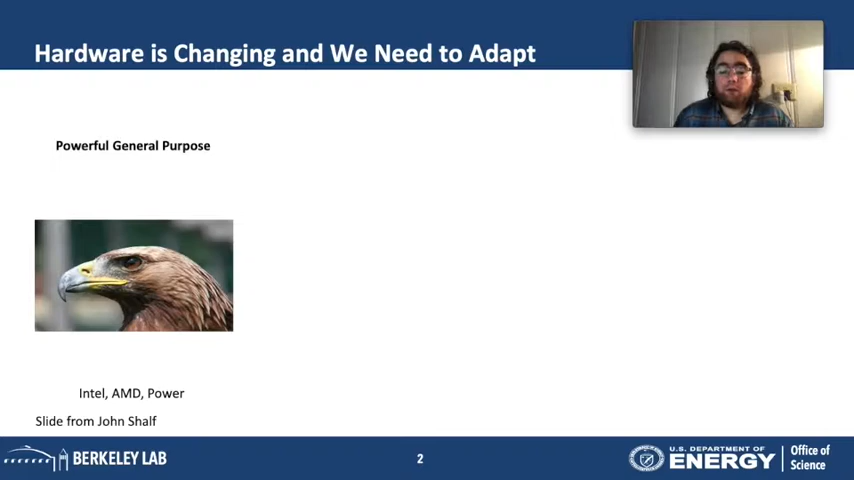 Hardware is Changing and We Need to Adapt
Powerful General Purpose
Intel, AMD, Power
Slide from John Shalf
BERKELEY LAB
2
U.S. DEPARTMENT OF
ENERGY
Office of
Science